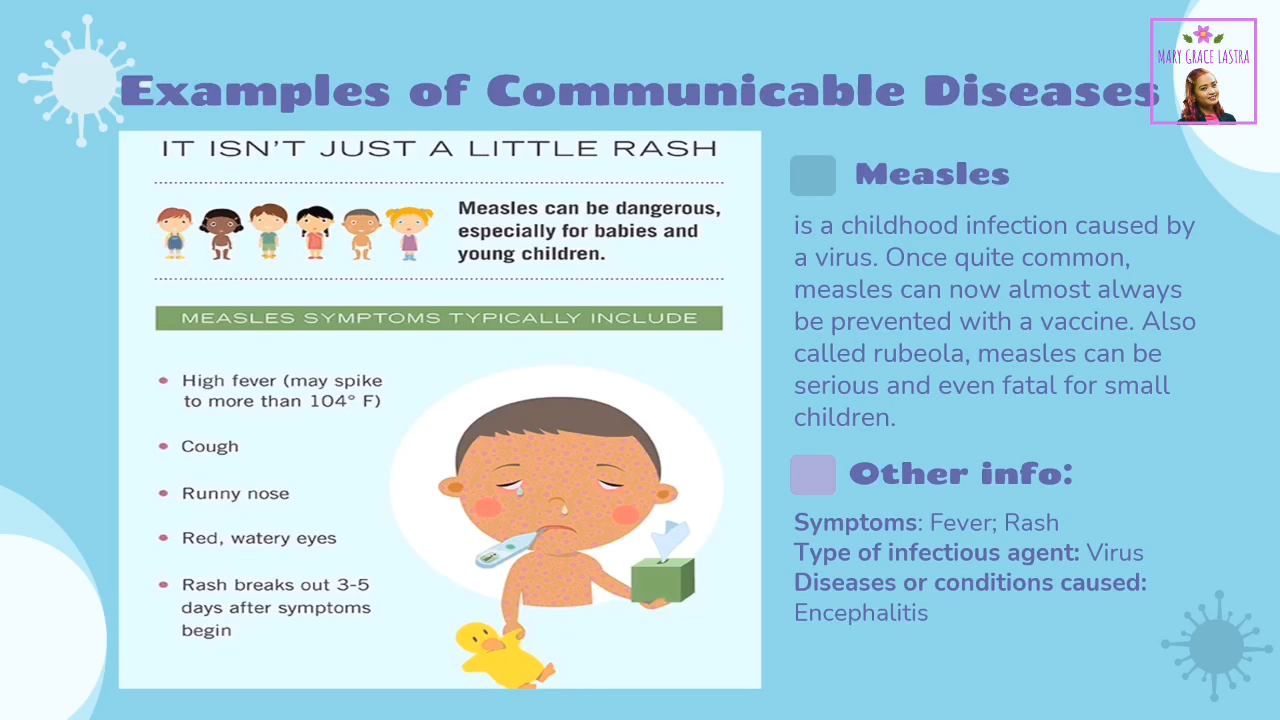 Examples of Communicable Diseases
MARY GRACE LASTRA
IT ISN'T JUST A LITTLE RASH
Measles can be dangerous,
especially for babies and
young children.
MEASLES SYMPTOMS TYPICALLY INCLUDE
• High fever (may spike
to more than 104° F)
• Cough
• Runny nose
• Red, watery eyes
• Rash breaks out 3-5
days after symptoms
begin
Measles
is a childhood infection caused by
a virus. Once quite common,
measles can now almost always
be prevented with a vaccine. Also
called rubeola, measles can be
serious and even fatal for small
children.
Other info:
Symptoms: Fever; Rash
Type of infectious agent: Virus
Diseases or conditions caused:
Encephalitis